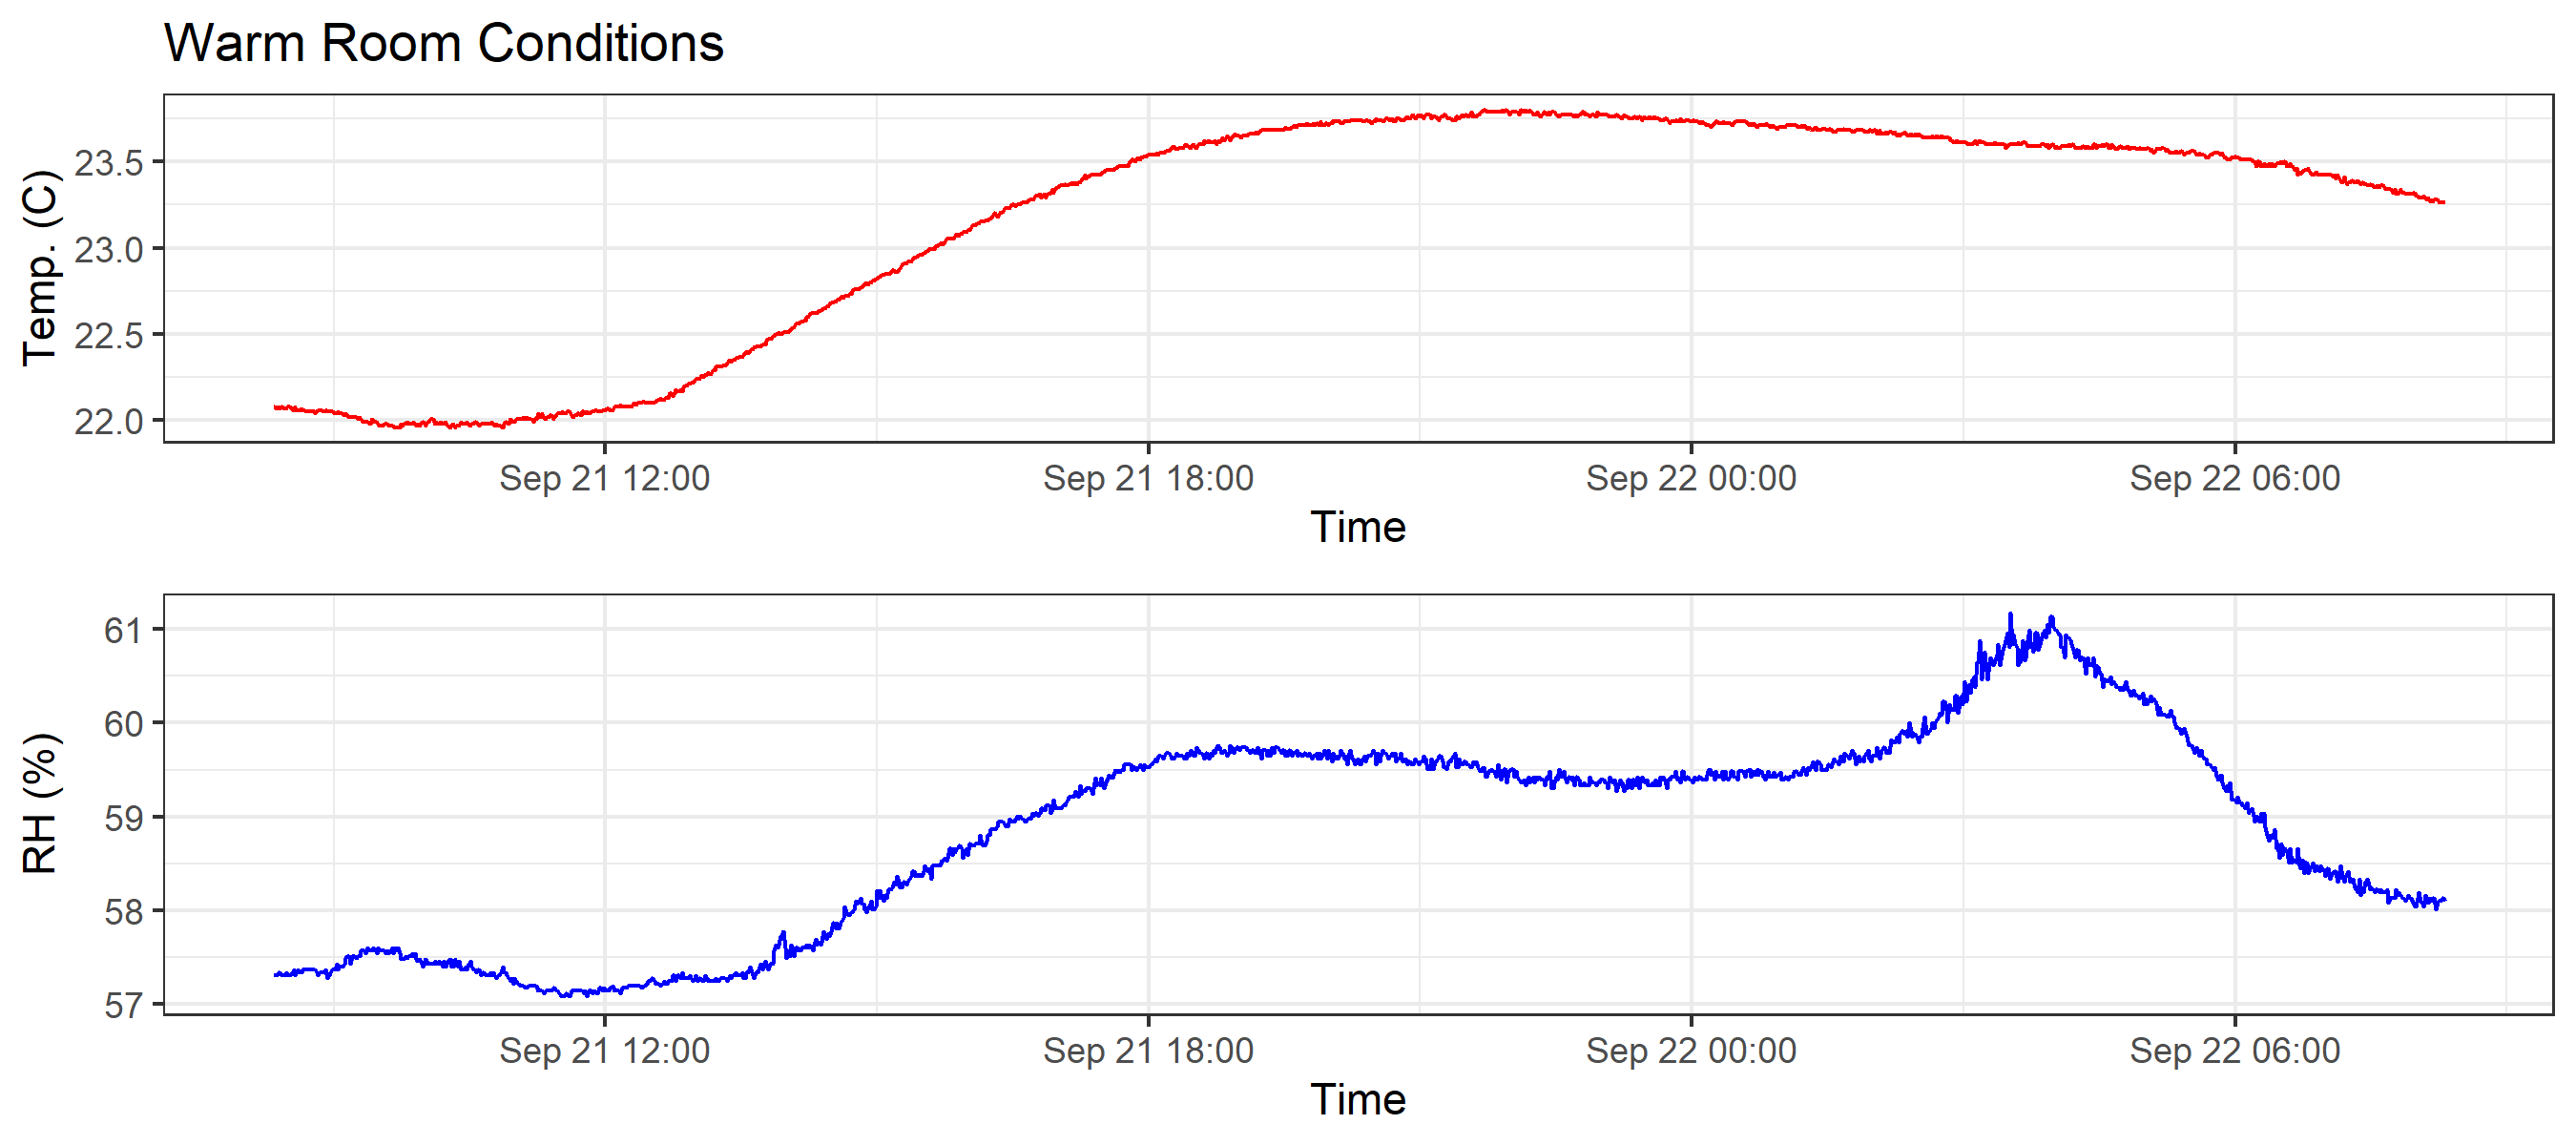 Warm Room Conditions
Temp. (C)
23.5
23.0
22.5
22.0
Sep 21 12:00 Sep 21 18:00 Sep 22 00:00 Sep 22 06:00
Time
RH (%)
61
60
59
58
57
Sep 21 12:00 Sep 21 18:00 Sep 22 00:00 Sep 22 06:00
Time